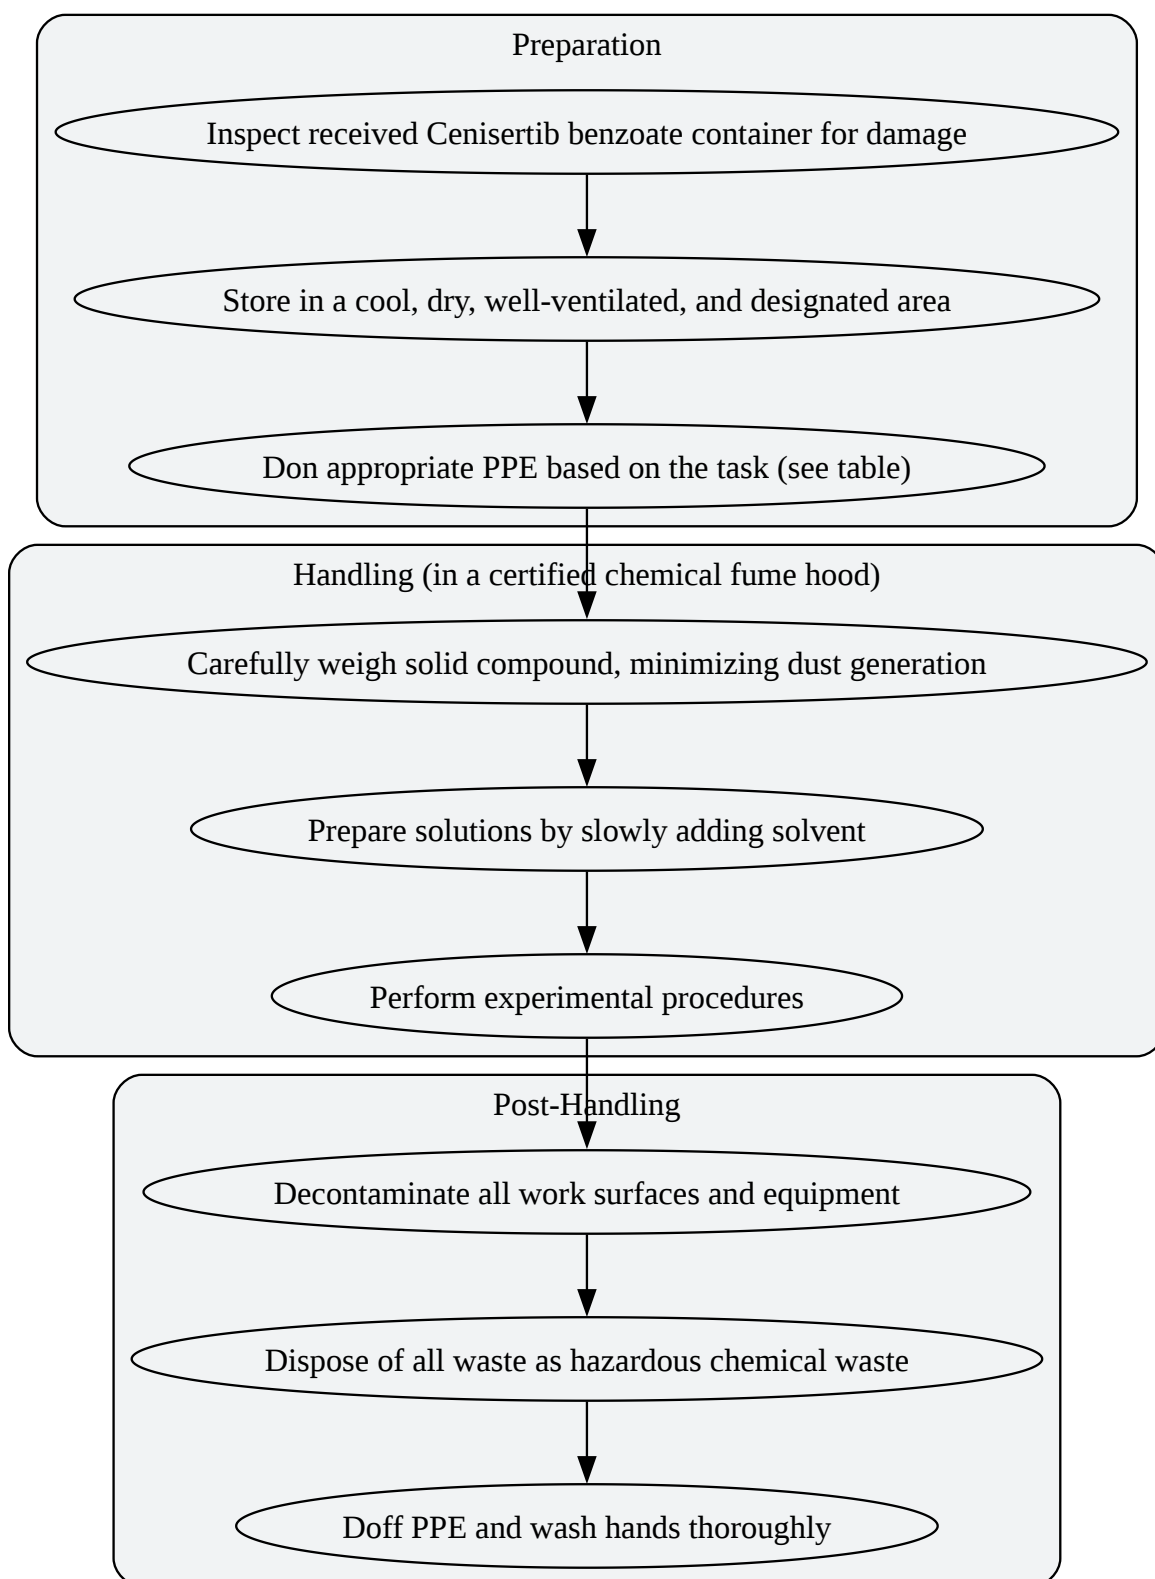 Preparation
Inspect received Cenisertib benzoate container for damage
Store in a cool, dry, well-ventilated, and designated area
Don appropriate PPE based on the task (see table)
Handling (in a certified chemical fume hood)
Carefully weigh solid compound, minimizing dust generation
Prepare solutions by slowly adding solvent
Perform experimental procedures
Post-Handling
Decontaminate all work surfaces and equipment
Dispose of all waste as hazardous chemical waste
Doff PPE and wash hands thoroughly